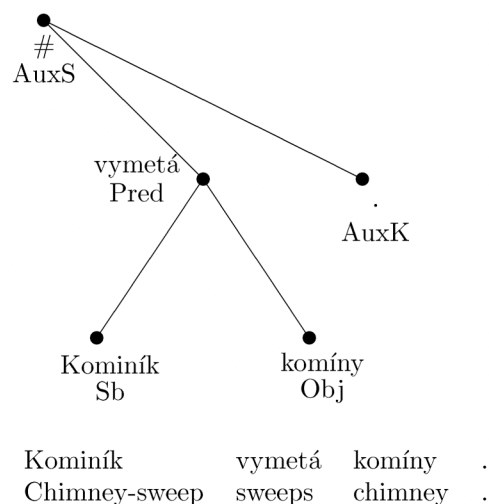 #
AuxS
vymetá
Pred
.
AuxK
Kominík
Sb
komíny
Obj
Kominík vymetá komíny .
Chimney-sweep sweeps chimney .